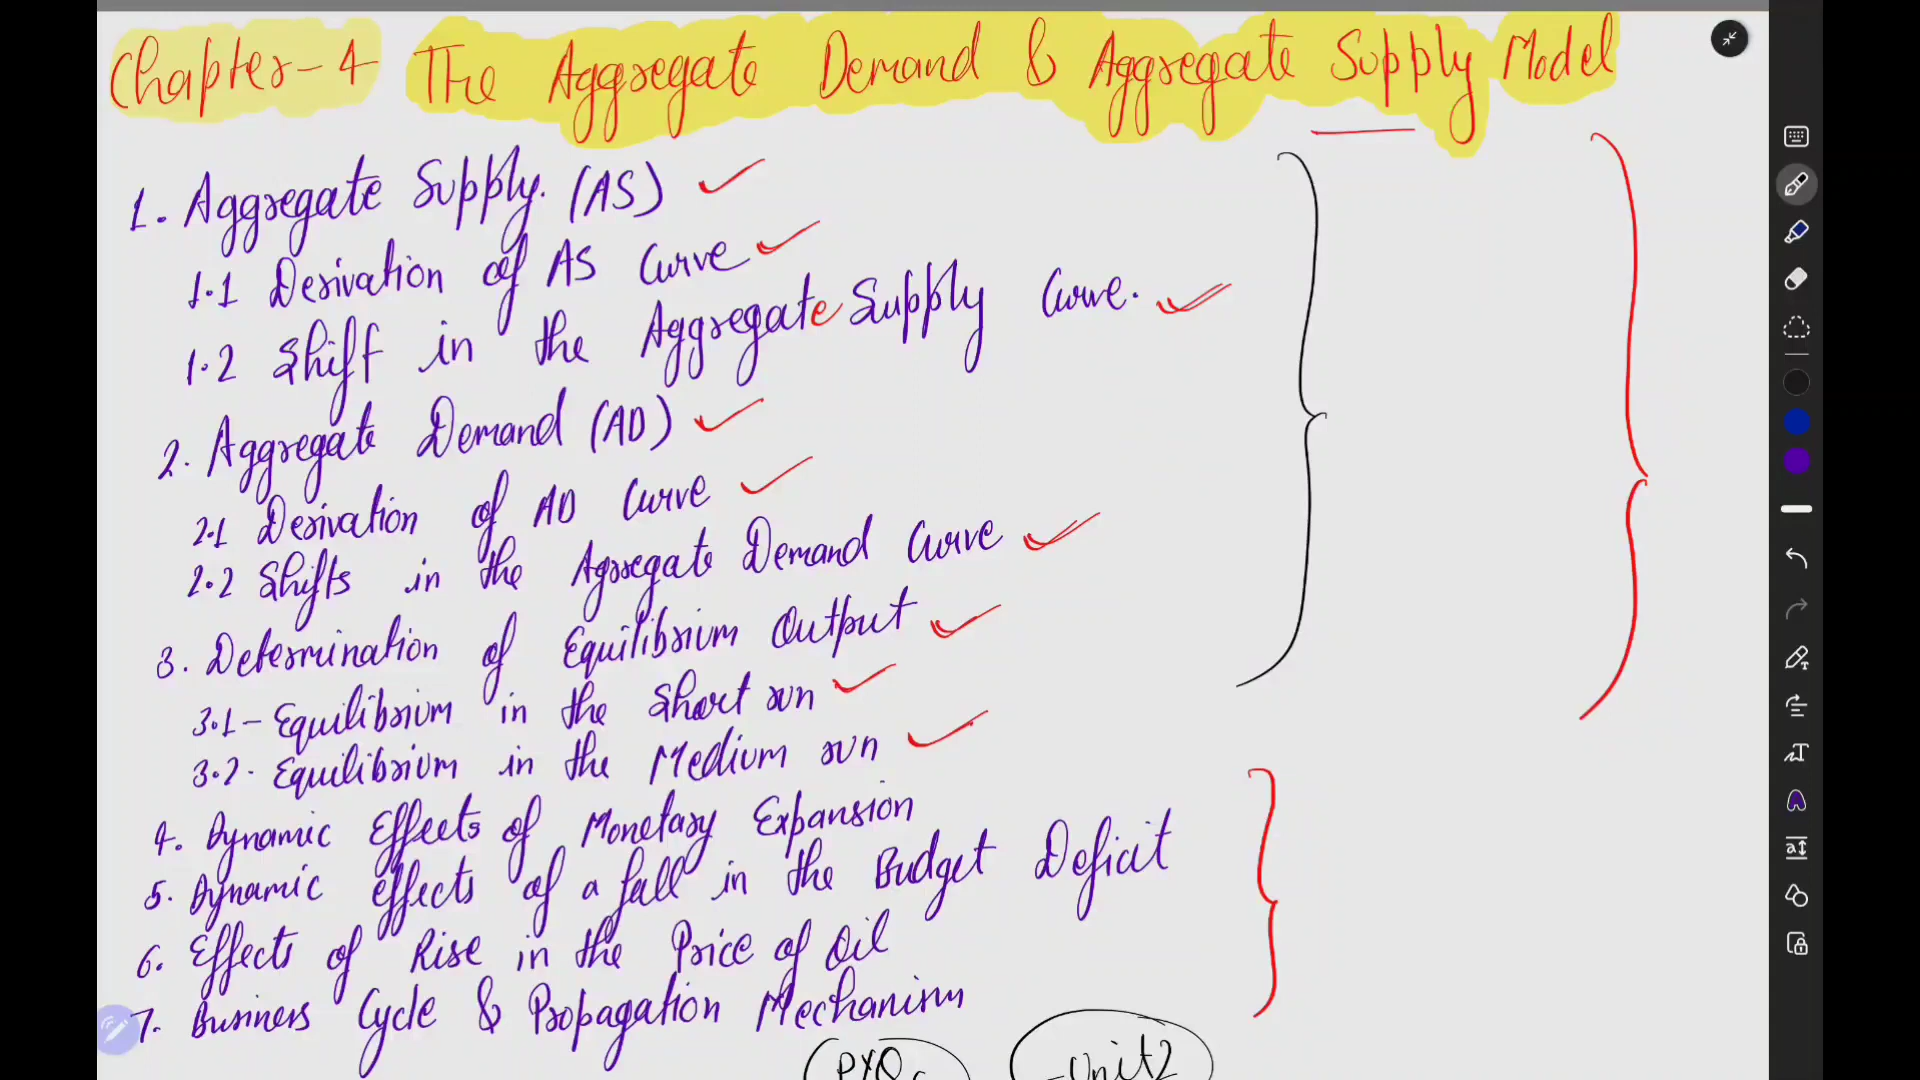 Chapter-4 The Aggregate Demand & Aggregate Supply Model
1. Aggregate Supply. (AS)
1.1 Derivation of AS Curve
1.2 Shift in the Aggregate Supply Curve.
2. Aggregate Demand (AD)
2.1 Derivation of AD Curve
2.2 Shifts in the Aggregate Demand Curve
3. Determination of Equilibrium Output
3.1- Equilibrium in the Short run
3.2. Equilibrium in the Medium run
4. Dynamic Effects of Monetary Expansion
5. Dynamic effects of a fall in the Budget Deficit
6. Effects of Rise in the Price of Oil
7. Business Cycle & Propagation Mechanism
PYQs -Unit2